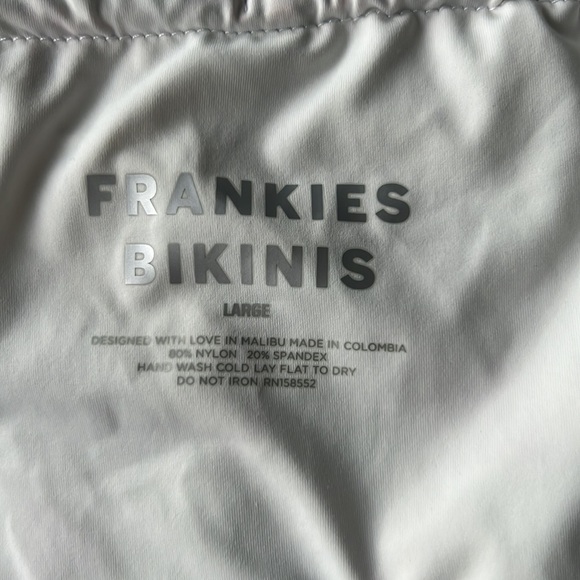 FRANKIES
BIKINIS
LARGE
DESIGNED WITH LOVE IN MALIBU MADE IN COLOMBIA
80% NYLON 20% SPANDEX
HAND WASH COLD LAY FLAT TO DRY
DO NOT IRON RN158552